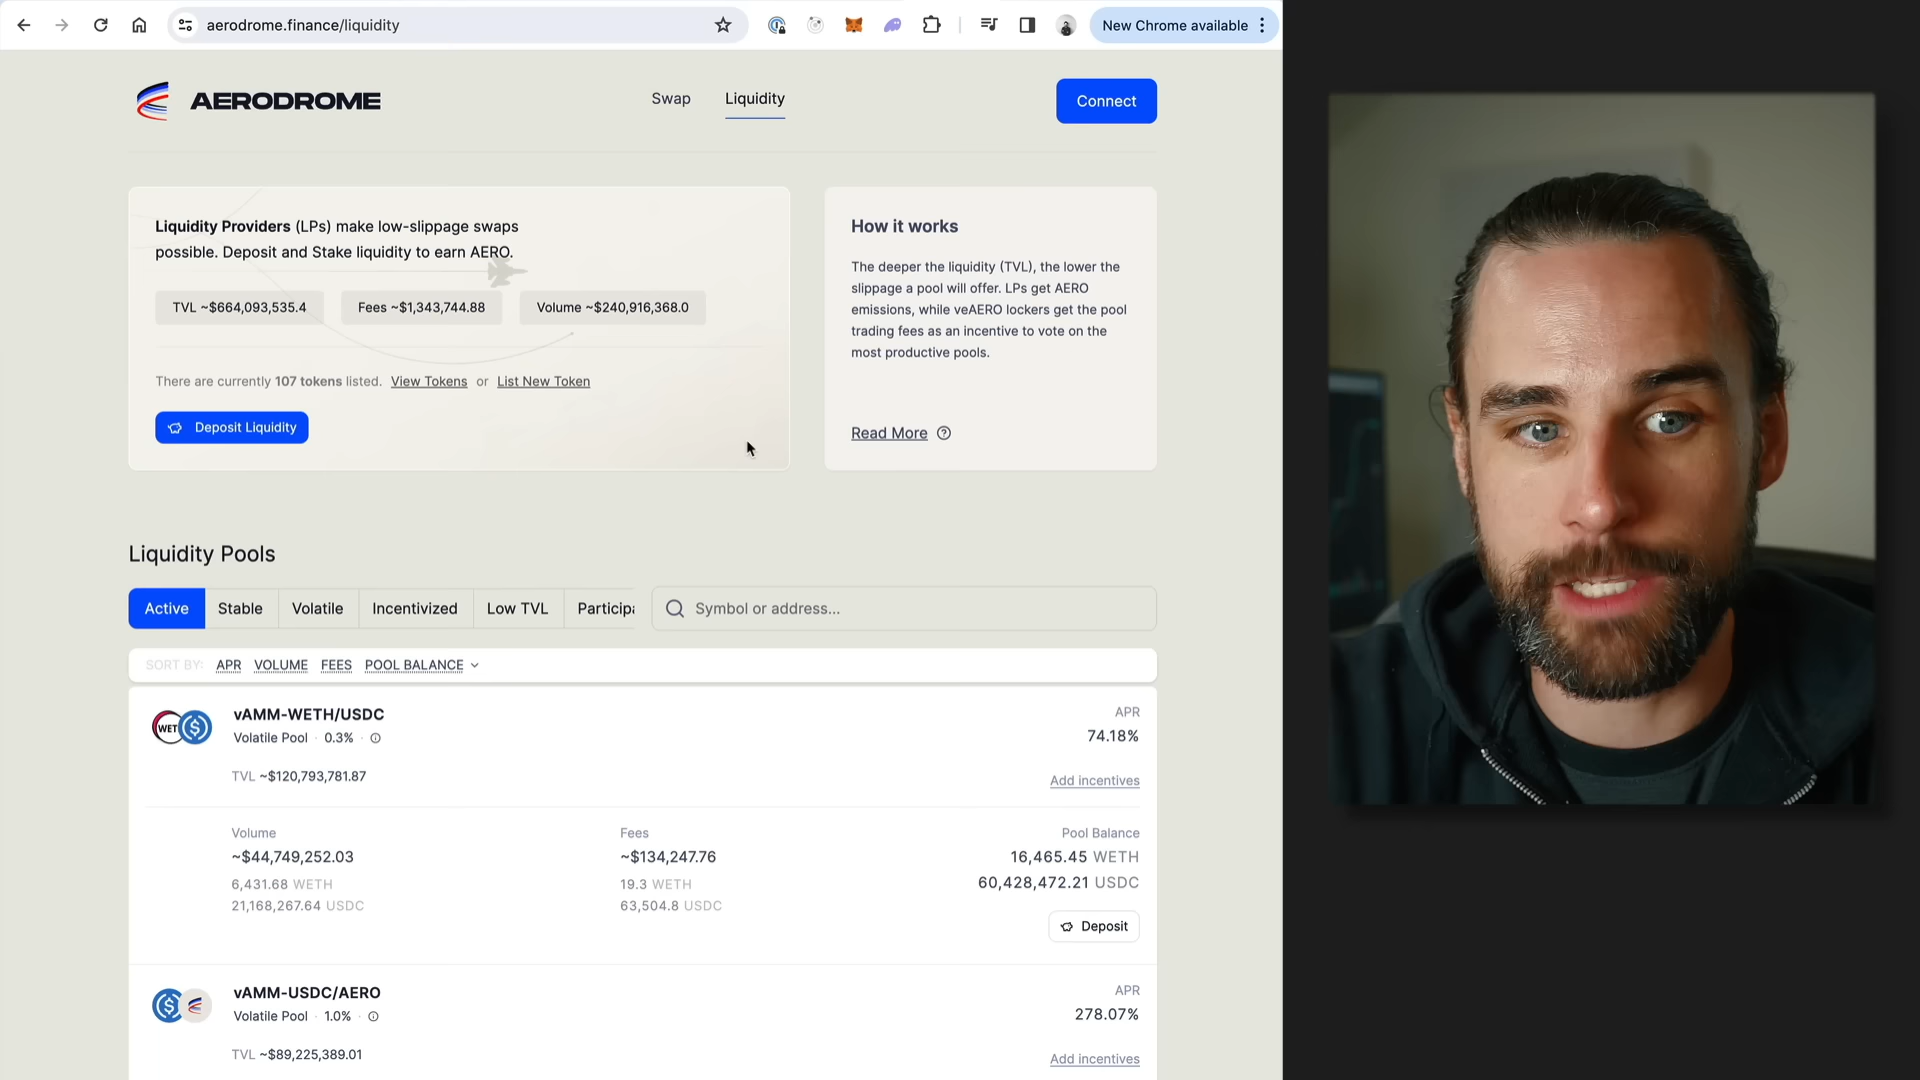 aerodrome.finance/liquidity
New Chrome available
AERODROME
Swap
Liquidity
Connect
Liquidity Providers (LPs) make low-slippage swaps
possible. Deposit and Stake liquidity to earn AERO.
TVL ~$664,093,535.4
Fees ~$1,343,744.88
Volume ~$240,916,368.0
There are currently 107 tokens listed. View Tokens or List New Token
Deposit Liquidity
How it works
The deeper the liquidity (TVL), the lower the
slippage a pool will offer. LPs get AERO
emissions, while veAERO lockers get the pool
trading fees as an incentive to vote on the
most productive pools.
Read More
Liquidity Pools
Active
Stable
Volatile
Incentivized
Low TVL
Particip
Symbol or address...
SORT BY: APR VOLUME FEES POOL BALANCE
WET
vAMM-WETH/USDC
Volatile Pool · 0.3% ·
TVL ~$120,793,781.87
APR
74.18%
Add incentives
Volume
~$44,749,252.03
6,431.68 WETH
21,168,267.64 USDC
Fees
~$134,247.76
19.3 WETH
63,504.8 USDC
Pool Balance
16,465.45 WETH
60,428,472.21 USDC
Deposit
vAMM-USDC/AERO
Volatile Pool · 1.0% ·
TVL ~$89,225,389.01
APR
278.07%
Add incentives